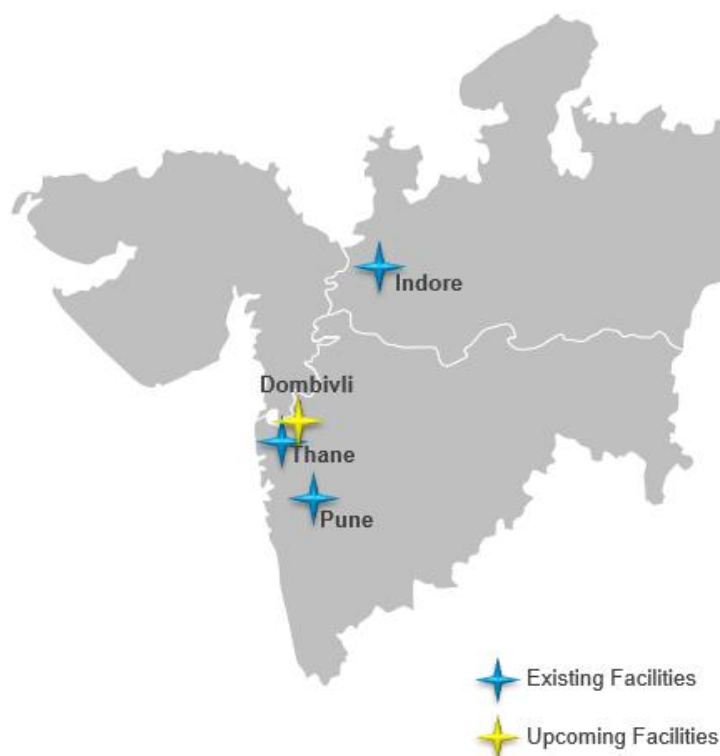 Indore
Dombivli
Thane
Pune
Existing Facilities
Upcoming Facilities